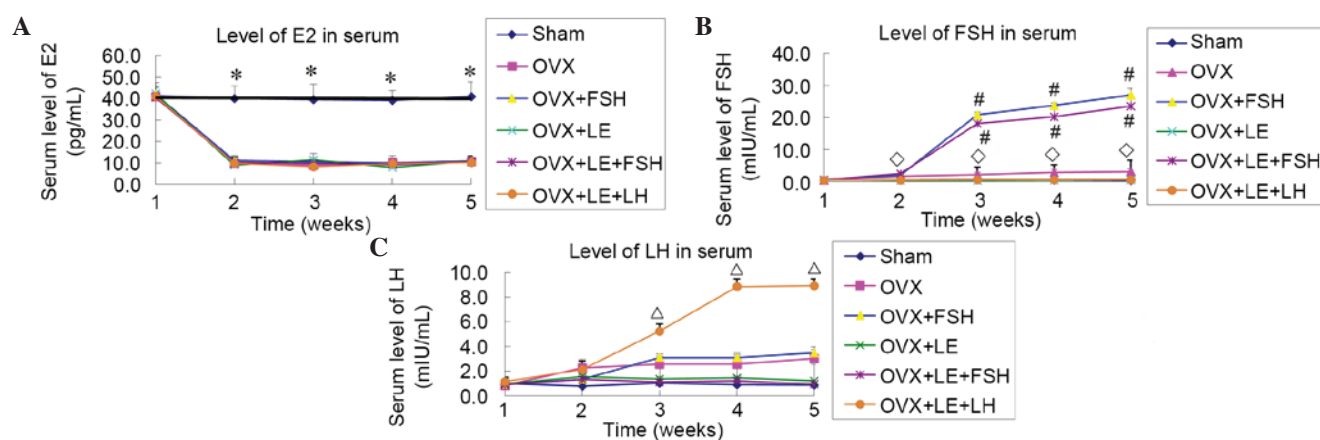 A
Level of E2 in serum
Serum level of E2
(pg/mL)
60.0
50.0
40.0
30.0
20.0
10.0
0.0
* * * *
1 2 3 4 5
Time (weeks)
Sham
OVX
OVX+FSH
OVX+LE
OVX+LE+FSH
OVX+LE+LH
B
Level of FSH in serum
Serum level of FSH
(mIU/mL)
40.0
30.0
20.0
10.0
0.0
# # #
# # #
◇ ◇ ◇ ◇
1 2 3 4 5
Time (weeks)
Sham
OVX
OVX+FSH
OVX+LE
OVX+LE+FSH
OVX+LE+LH
C
Level of LH in serum
Serum level of LH
(mIU/mL)
10.0
8.0
6.0
4.0
2.0
0.0
△ △ △
1 2 3 4 5
Time (weeks)
Sham
OVX
OVX+FSH
OVX+LE
OVX+LE+FSH
OVX+LE+LH